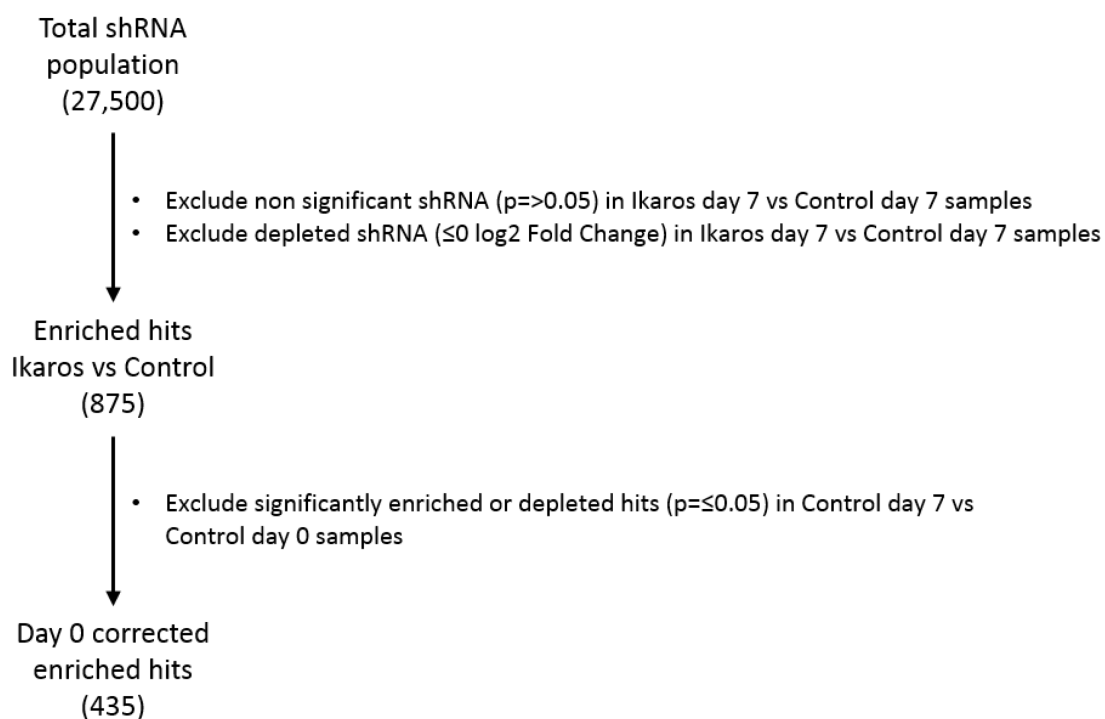 Total shRNA
population
(27,500)
• Exclude non significant shRNA (p=>0.05) in Ikaros day 7 vs Control day 7 samples
• Exclude depleted shRNA (≤0 log2 Fold Change) in Ikaros day 7 vs Control day 7 samples
Enriched hits
Ikaros vs Control
(875)
• Exclude significantly enriched or depleted hits (p=≤0.05) in Control day 7 vs
Control day 0 samples
Day 0 corrected
enriched hits
(435)